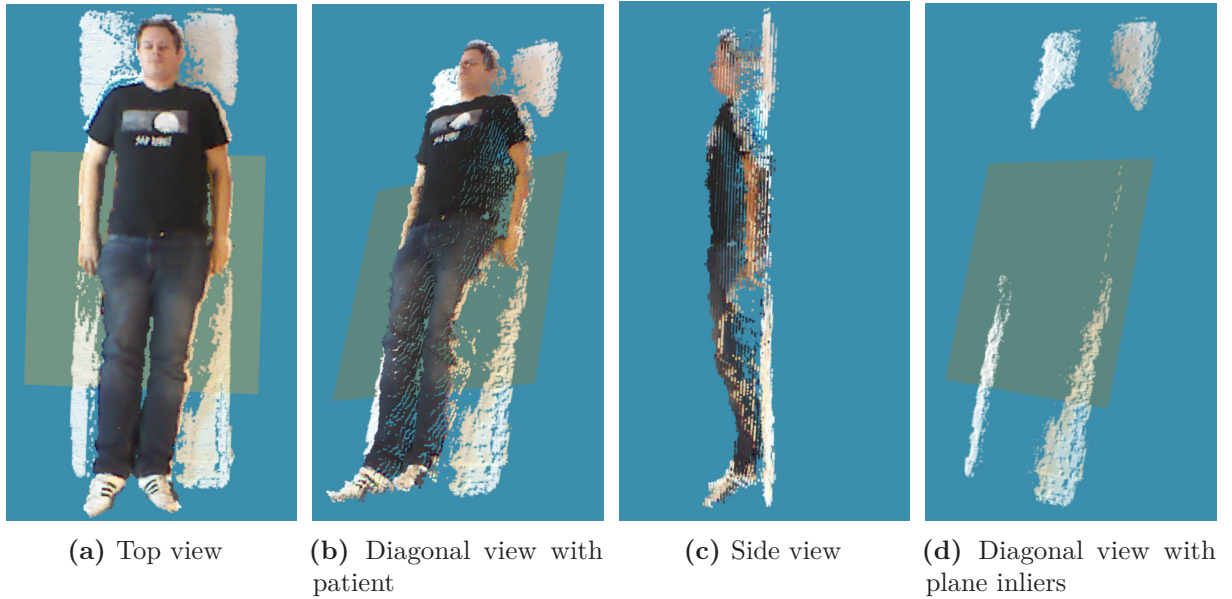 (a) Top view
(b) Diagonal view with
patient
(c) Side view
(d) Diagonal view with
plane inliers